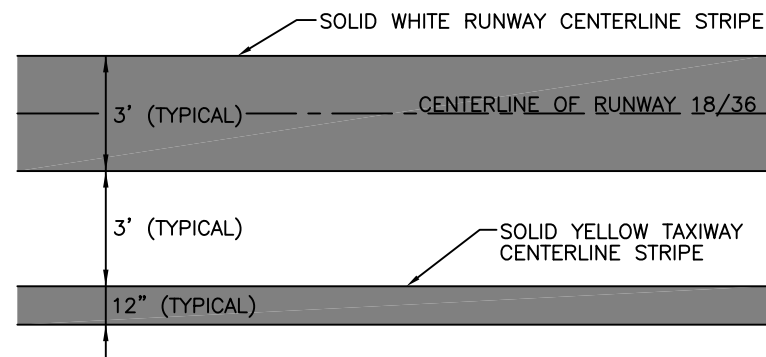 SOLID WHITE RUNWAY CENTERLINE STRIPE
3' (TYPICAL)
CENTERLINE OF RUNWAY 18/36
3' (TYPICAL)
SOLID YELLOW TAXIWAY
CENTERLINE STRIPE
12" (TYPICAL)